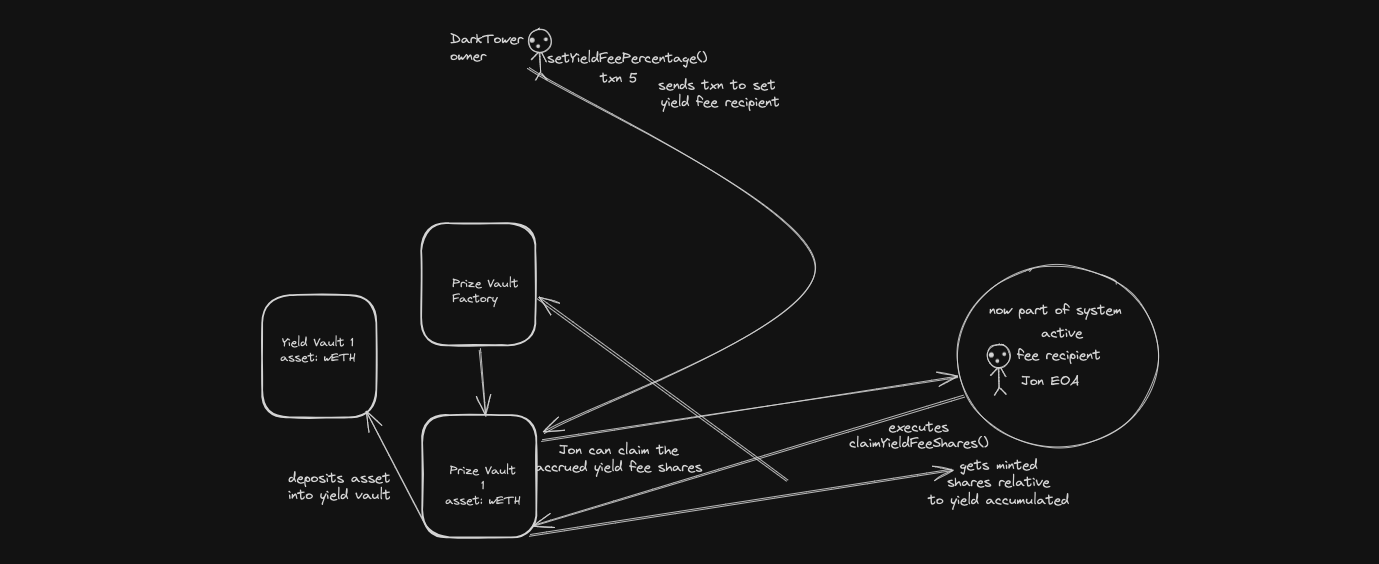 DarkTower
owner
setYieldFeePercentage()
txn 5
sends txn to set
yield fee recipient
Prize Vault
Factory
Yield Vault 1
asset: wETH
now part of system
active
fee recipient
Jon EOA
executes
claimYieldFeeShares()
Jon can claim the
accrued yield fee shares
Prize Vault
1
asset: wETH
deposits asset
into yield vault
gets minted
shares relative
to yield accumulated